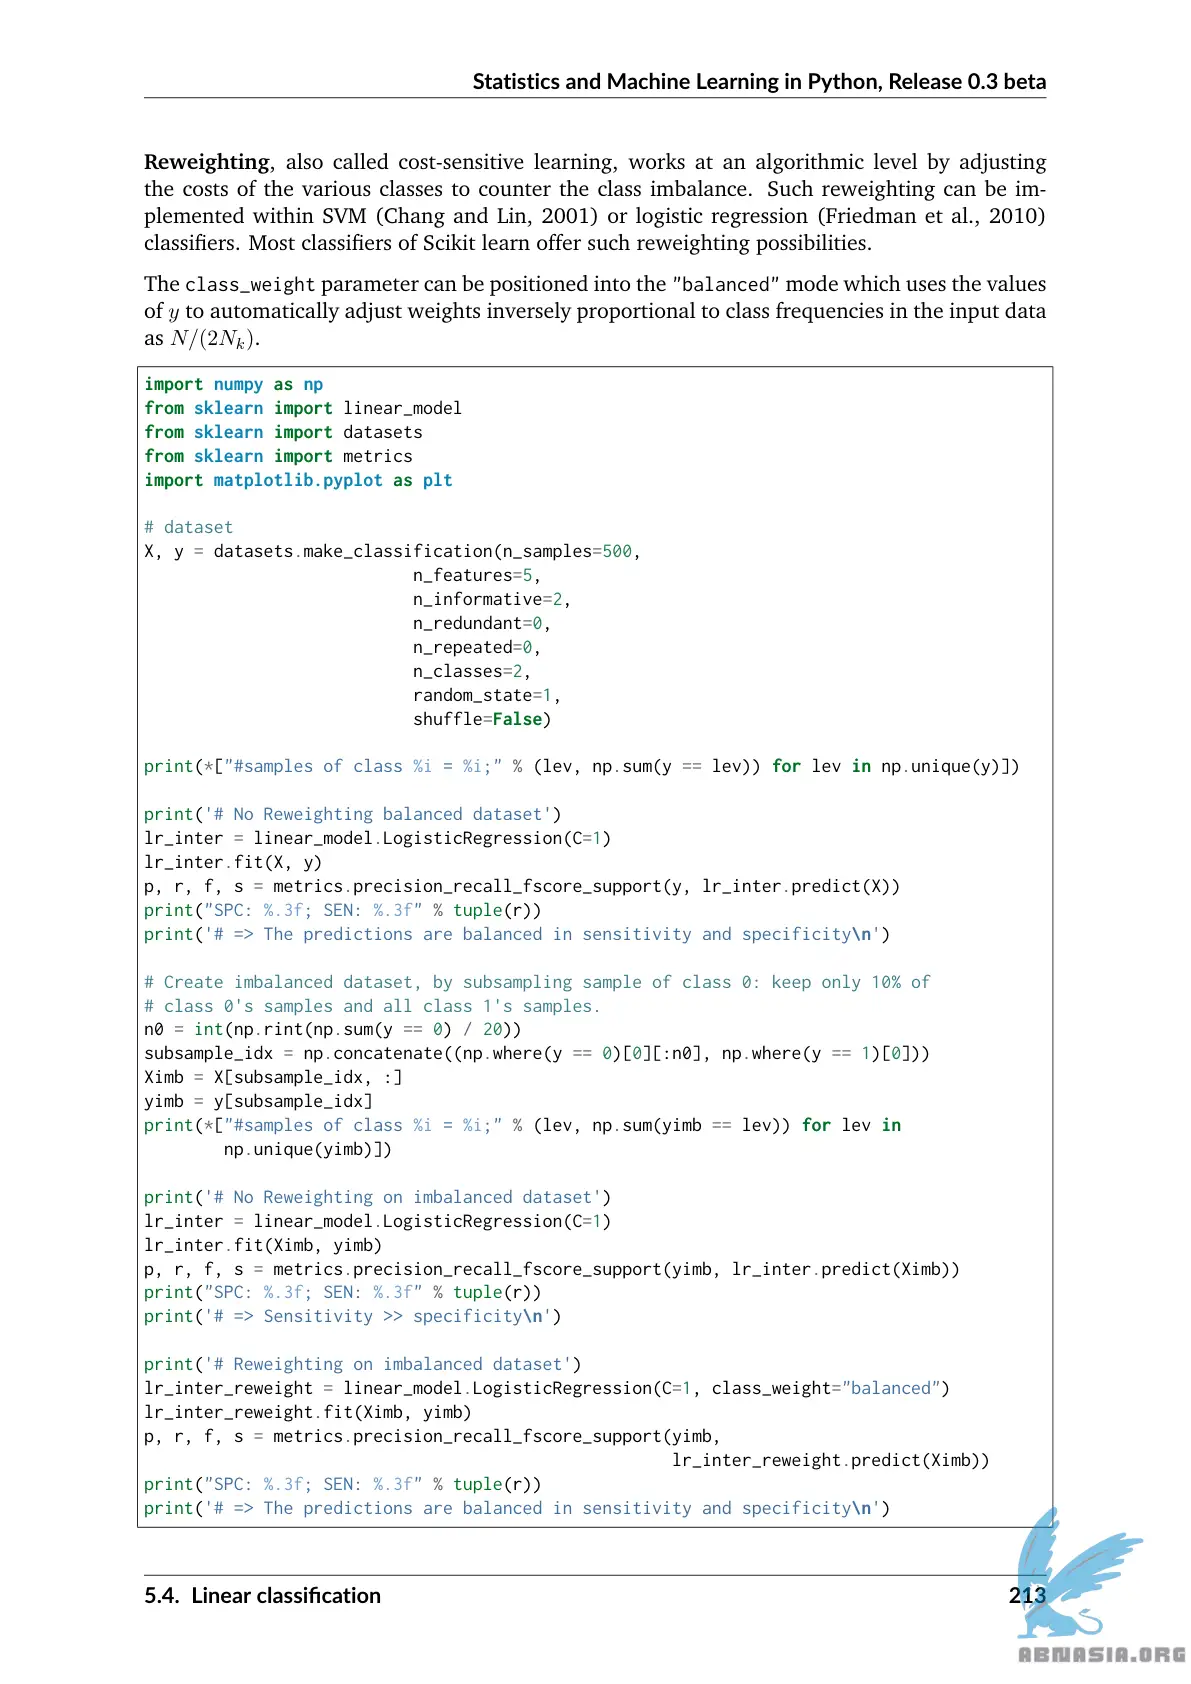 Statistics and Machine Learning in Python, Release 0.3 beta
Reweighting, also called cost-sensitive learning, works at an algorithmic level by adjusting
the costs of the various classes to counter the class imbalance. Such reweighting can be im-
plemented within SVM (Chang and Lin, 2001) or logistic regression (Friedman et al., 2010)
classifiers. Most classifiers of Scikit learn offer such reweighting possibilities.
The class_weight parameter can be positioned into the "balanced" mode which uses the values
of y to automatically adjust weights inversely proportional to class frequencies in the input data
as N/(2N_k).
import numpy as np
from sklearn import linear_model
from sklearn import datasets
from sklearn import metrics
import matplotlib.pyplot as plt

# dataset
X, y = datasets.make_classification(n_samples=500,
                           n_features=5,
                           n_informative=2,
                           n_redundant=0,
                           n_repeated=0,
                           n_classes=2,
                           random_state=1,
                           shuffle=False)

print(*["#samples of class %i = %i;" % (lev, np.sum(y == lev)) for lev in np.unique(y)])

print('# No Reweighting balanced dataset')
lr_inter = linear_model.LogisticRegression(C=1)
lr_inter.fit(X, y)
p, r, f, s = metrics.precision_recall_fscore_support(y, lr_inter.predict(X))
print("SPC: %.3f; SEN: %.3f" % tuple(r))
print('# => The predictions are balanced in sensitivity and specificity\n')

# Create imbalanced dataset, by subsampling sample of class 0: keep only 10% of
# class 0's samples and all class 1's samples.
n0 = int(np.rint(np.sum(y == 0) / 20))
subsample_idx = np.concatenate((np.where(y == 0)[0][:n0], np.where(y == 1)[0]))
Ximb = X[subsample_idx, :]
yimb = y[subsample_idx]
print(*["#samples of class %i = %i;" % (lev, np.sum(yimb == lev)) for lev in
        np.unique(yimb)])

print('# No Reweighting on imbalanced dataset')
lr_inter = linear_model.LogisticRegression(C=1)
lr_inter.fit(Ximb, yimb)
p, r, f, s = metrics.precision_recall_fscore_support(yimb, lr_inter.predict(Ximb))
print("SPC: %.3f; SEN: %.3f" % tuple(r))
print('# => Sensitivity >> specificity\n')

print('# Reweighting on imbalanced dataset')
lr_inter_reweight = linear_model.LogisticRegression(C=1, class_weight="balanced")
lr_inter_reweight.fit(Ximb, yimb)
p, r, f, s = metrics.precision_recall_fscore_support(yimb,
                                                     lr_inter_reweight.predict(Ximb))
print("SPC: %.3f; SEN: %.3f" % tuple(r))
print('# => The predictions are balanced in sensitivity and specificity\n')
5.4. Linear classification 213
ABNASIA.ORG